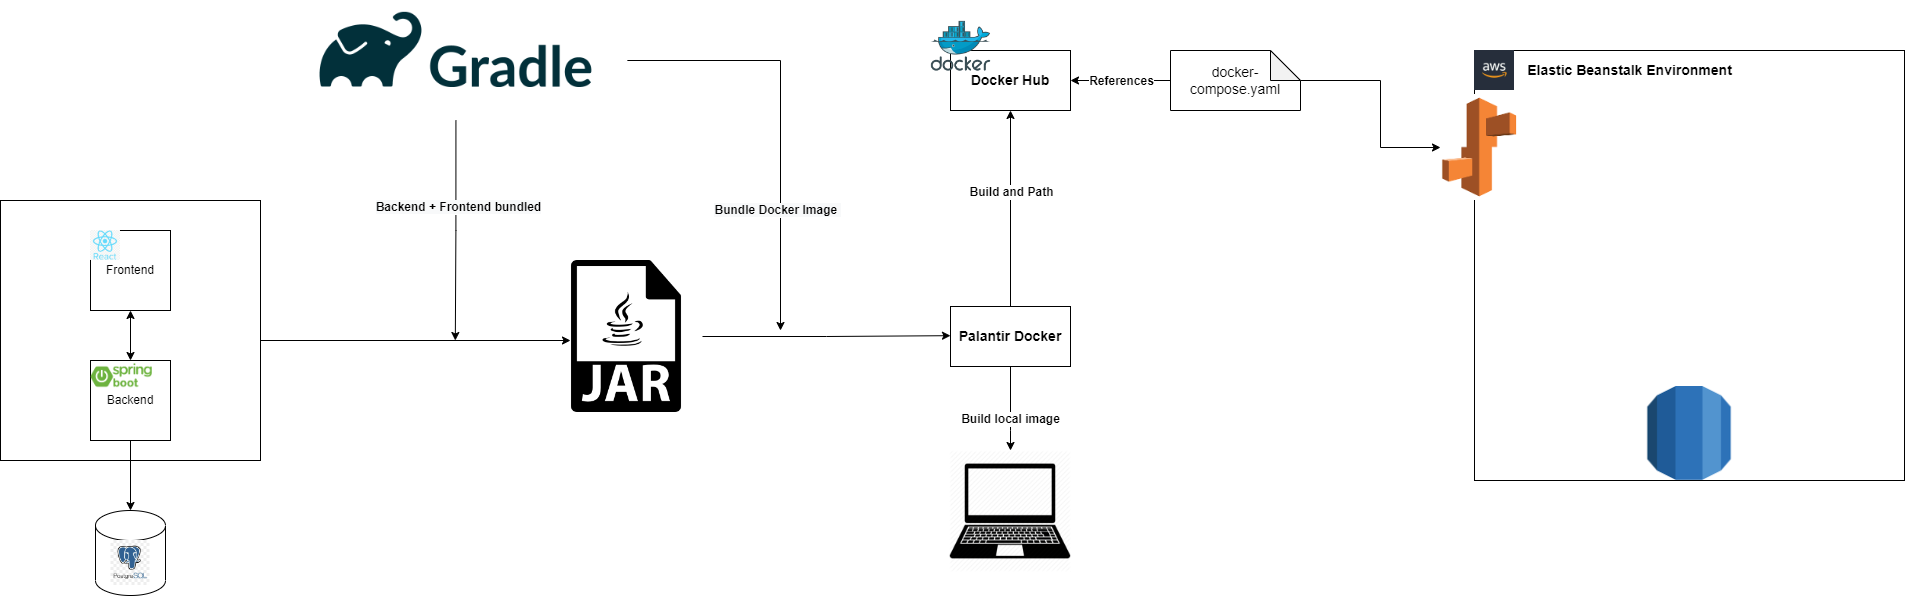 Gradle
docker
Docker Hub
References
docker-
compose.yaml
aws
Elastic Beanstalk Environment
Build and Path
Backend + Frontend bundled
Bundle Docker Image
React
Frontend
spring
boot
Backend
JAR
Palantir Docker
Build local image
PostgreSQL